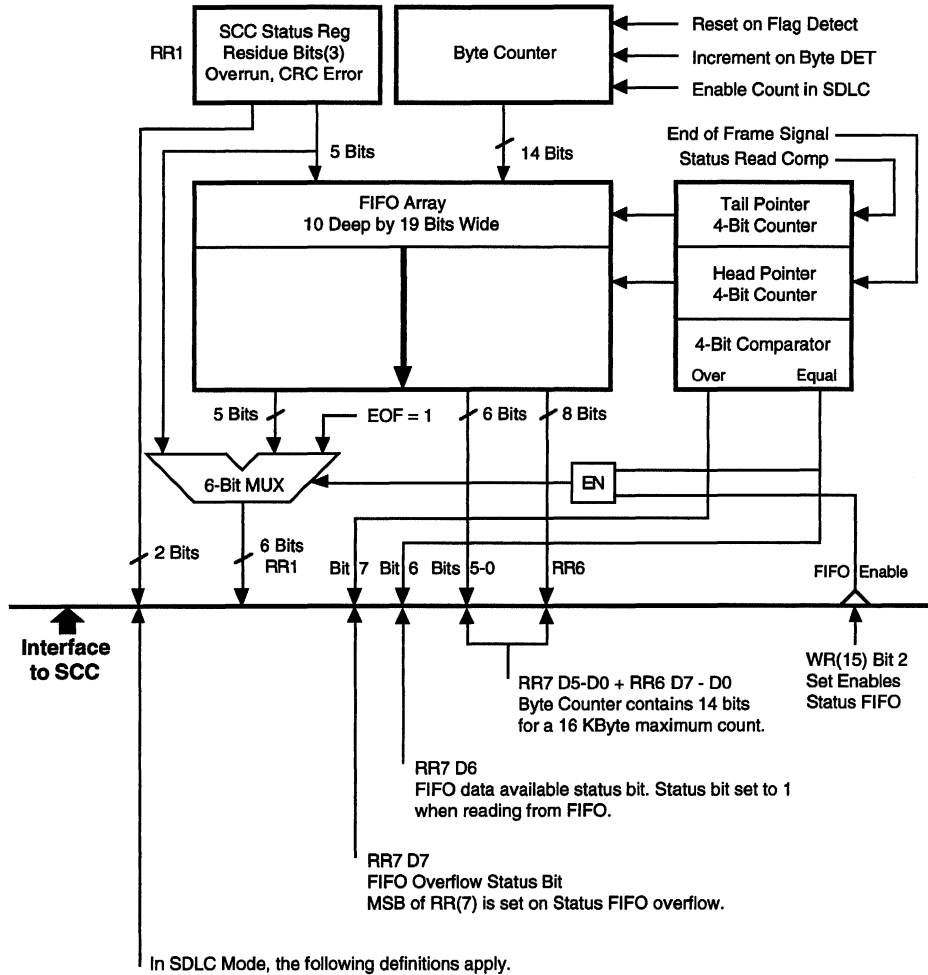 SCC Status Reg
Residue Bits(3)
Overrun, CRC Error
RR1
Byte Counter
Reset on Flag Detect
Increment on Byte DET
Enable Count in SDLC
End of Frame Signal
Status Read Comp
5 Bits
14 Bits
FIFO Array
10 Deep by 19 Bits Wide
Tail Pointer
4-Bit Counter
Head Pointer
4-Bit Counter
4-Bit Comparator
Over Equal
5 Bits
EOF = 1
6 Bits
8 Bits
6-Bit MUX
EN
2 Bits
6 Bits
RR1
Bit 7
Bit 6
Bits 5-0
RR6
FIFO Enable
Interface
to SCC
WR(15) Bit 2
Set Enables
Status FIFO
RR7 D5-D0 + RR6 D7 - D0
Byte Counter contains 14 bits
for a 16 KByte maximum count.
RR7 D6
FIFO data available status bit. Status bit set to 1
when reading from FIFO.
RR7 D7
FIFO Overflow Status Bit
MSB of RR(7) is set on Status FIFO overflow.
In SDLC Mode, the following definitions apply.